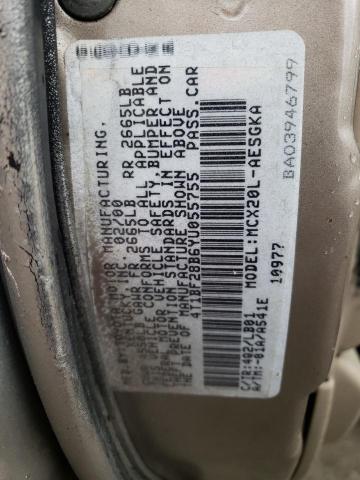 MFD BY: TOYOTA MOTOR MANUFACTURING,
KENTUCKY, INC. 02/00
GVWR GAWR FR 2665LB RR 2665LB
THIS VEHICLE CONFORMS TO ALL APPLICABLE
FEDERAL MOTOR VEHICLE SAFETY, BUMPER AND
THEFT PREVENTION STANDARDS IN EFFECT ON
THE DATE OF MANUFACTURE SHOWN ABOVE
4T1BF28B6YU055755 PASS.CAR
MODEL: MCX20L-AESGKA
C/TR:4Q2/LB01 10977
A/TM:-01A/A541E
BA03946799